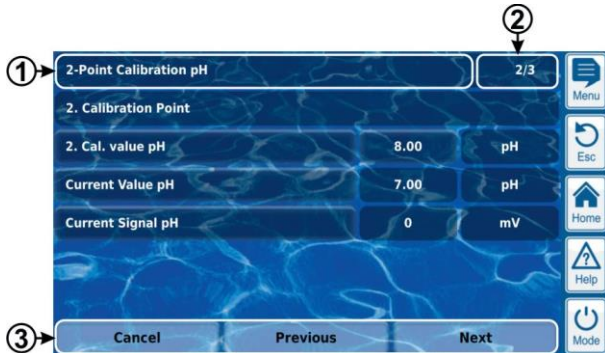 ②
①
2-Point Calibration pH 2/3
Menu
2. Calibration Point
2. Cal. value pH 8.00 pH
Esc
Current Value pH 7.00 pH
Current Signal pH 0 mV
Home
?
Help
③
Cancel Previous Next
Mode